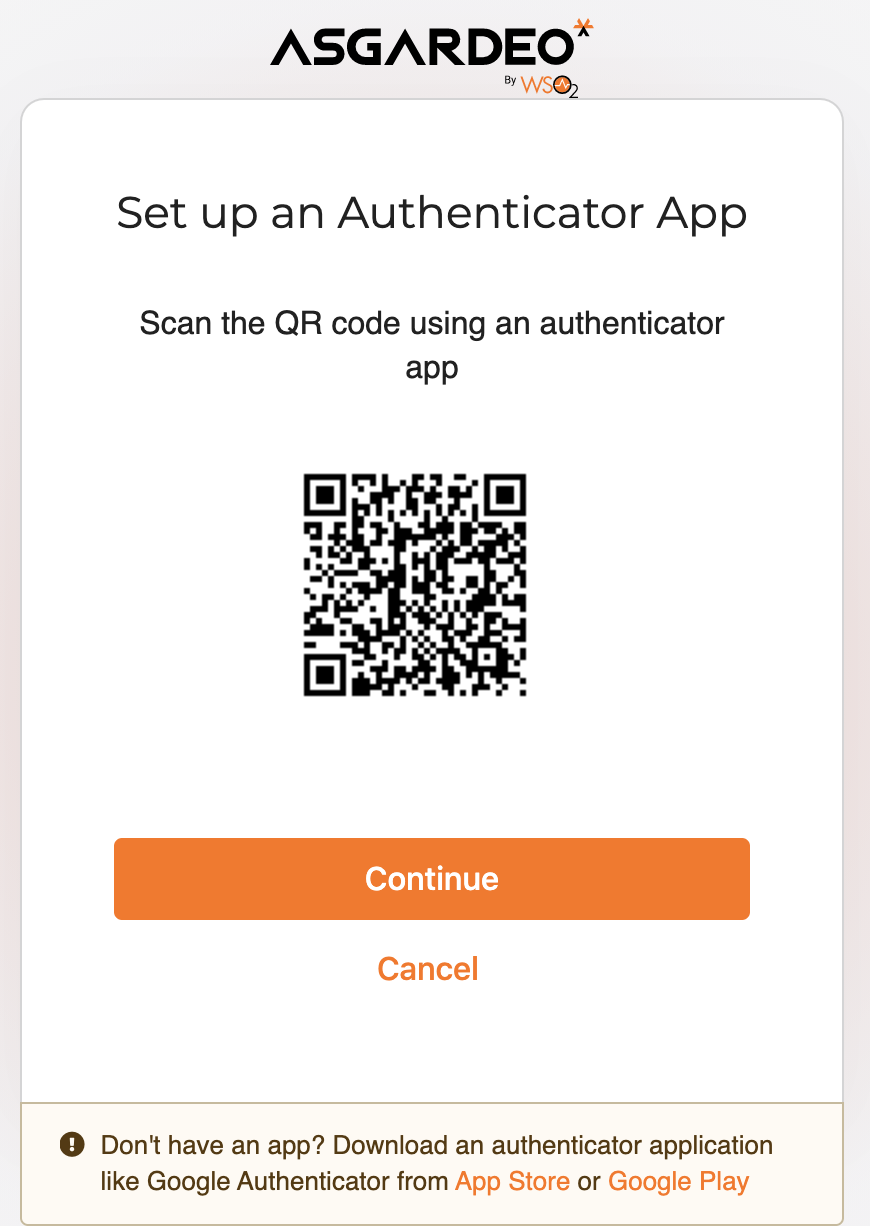 ASGARDEO
By WSO2
Set up an Authenticator App
Scan the QR code using an authenticator
app
Continue
Cancel
Don't have an app? Download an authenticator application
like Google Authenticator from App Store or Google Play